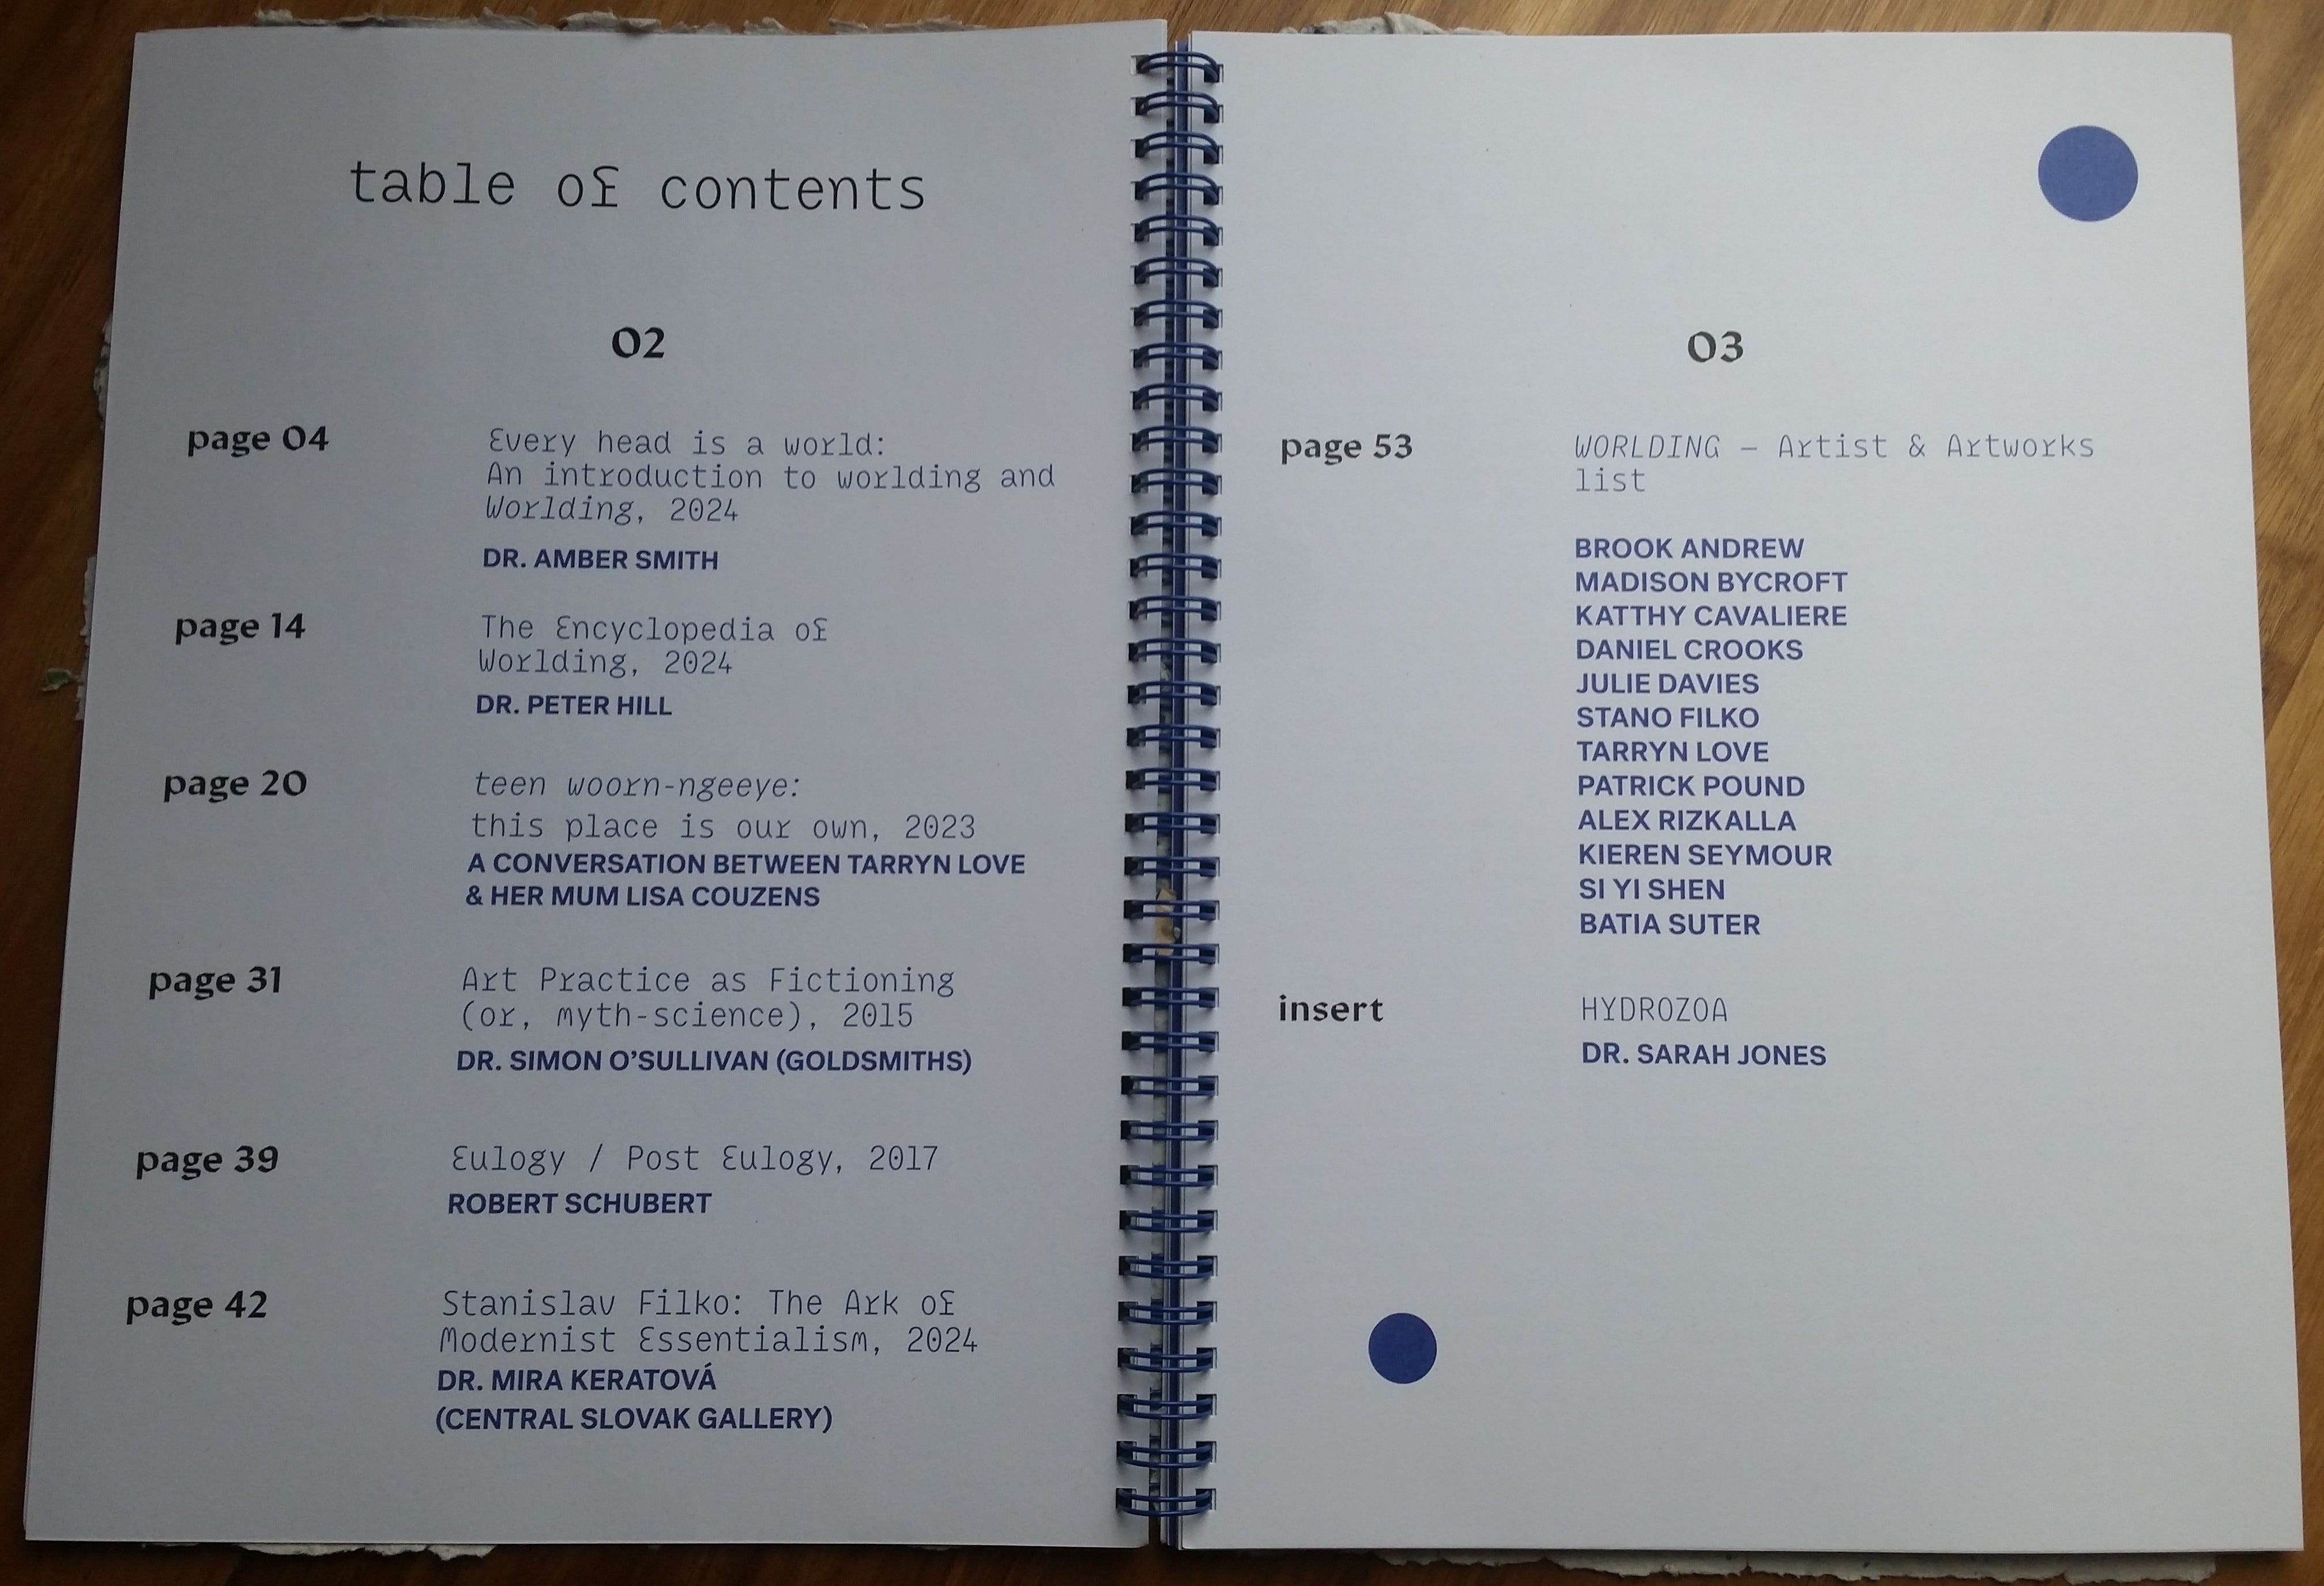 table of contents
02
page 04
Every head is a world:
An introduction to worlding and
Worlding, 2024
DR. AMBER SMITH
page 14
The Encyclopedia of
Worlding, 2024
DR. PETER HILL
page 20
teen woorn-ngeeye:
this place is our own, 2023
A CONVERSATION BETWEEN TARRYN LOVE
& HER MUM LISA COUZENS
page 31
Art Practice as Fictioning
(or, myth-science), 2015
DR. SIMON O'SULLIVAN (GOLDSMITHS)
page 39
Eulogy / Post Eulogy, 2017
ROBERT SCHUBERT
page 42
Stanislav Filko: The Ark of
Modernist Essentialism, 2024
DR. MIRA KERATOVÁ
(CENTRAL SLOVAK GALLERY)
03
page 53
WORLDING – Artist & Artworks
list
BROOK ANDREW
MADISON BYCROFT
KATTHY CAVALIERE
DANIEL CROOKS
JULIE DAVIES
STANO FILKO
TARRYN LOVE
PATRICK POUND
ALEX RIZKALLA
KIEREN SEYMOUR
SI YI SHEN
BATIA SUTER
insert
HYDROZOA
DR. SARAH JONES